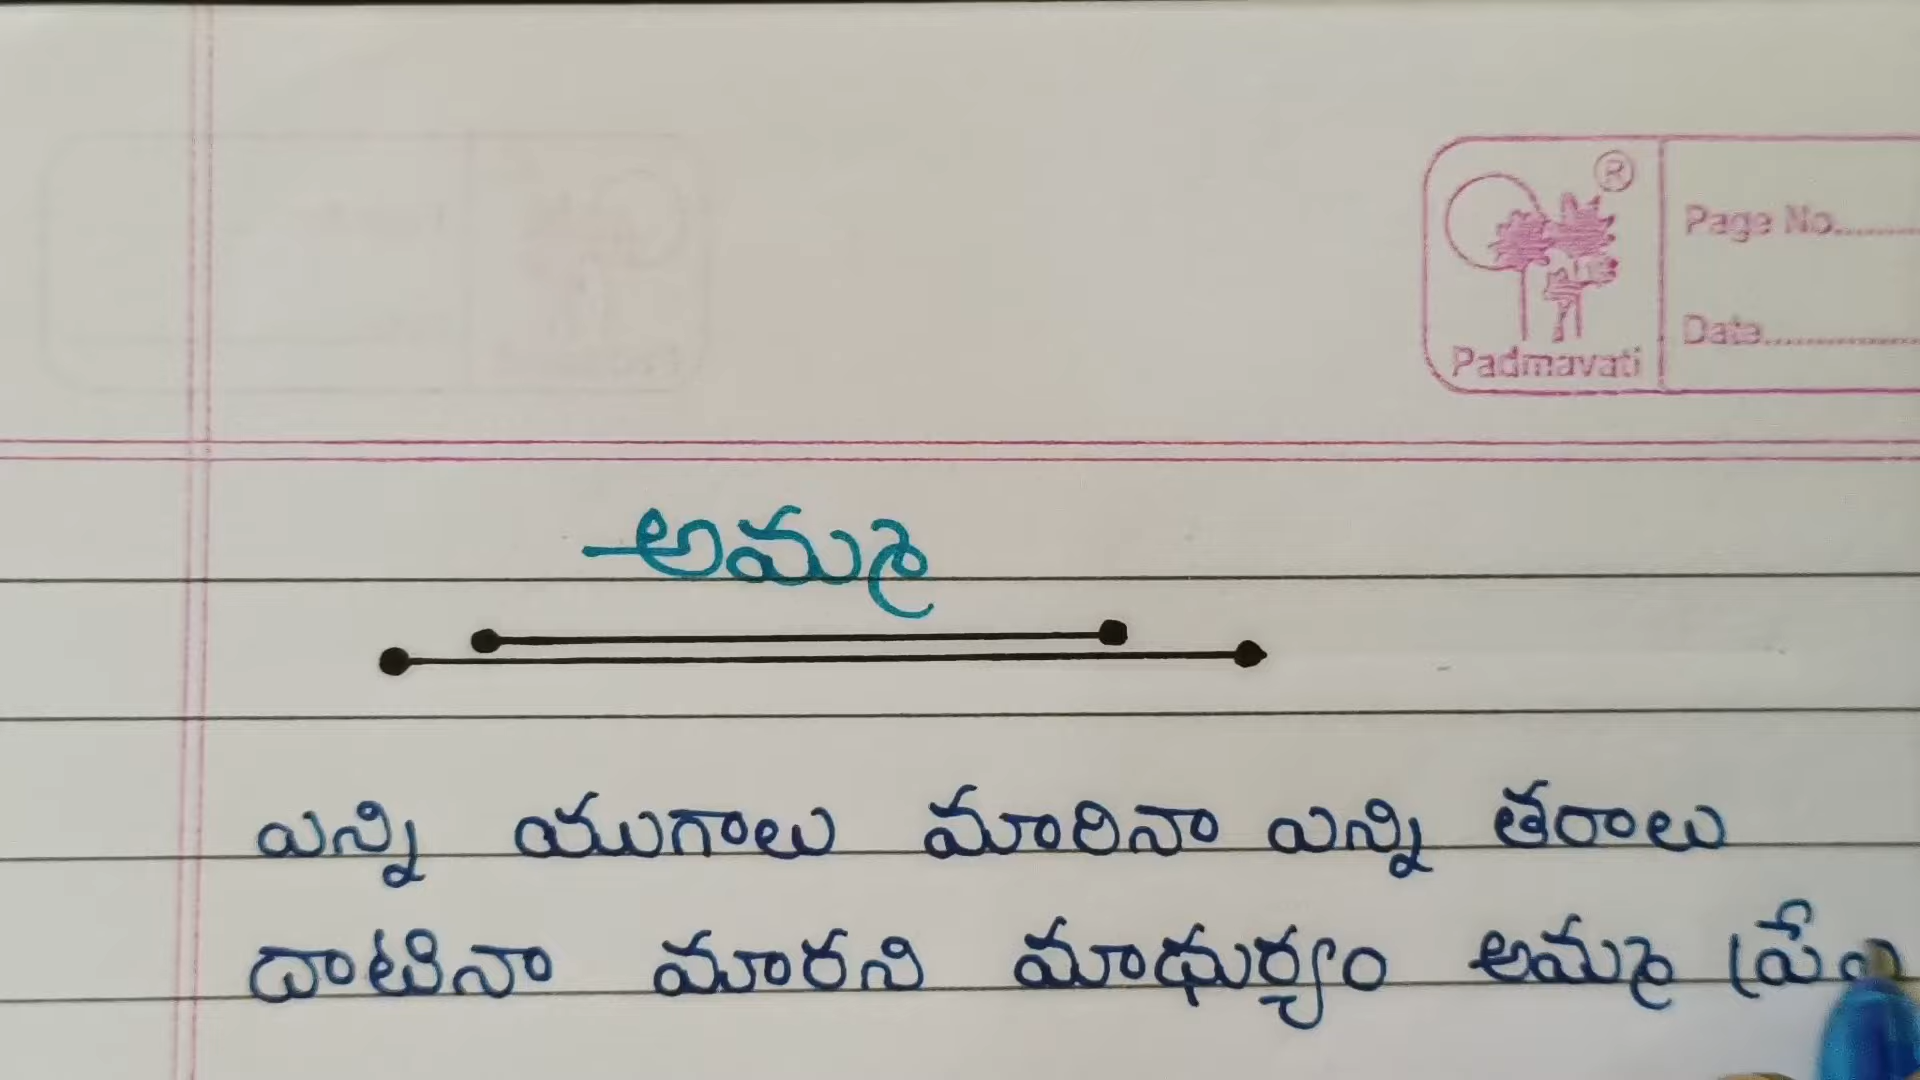 Ⓡ
Page No..........
Date..............
Padmavati
అమ్మ
ఎన్ని యుగాలు మారినా ఎన్ని తరాలు
దాటినా మారని మాధుర్యం అమ్మ